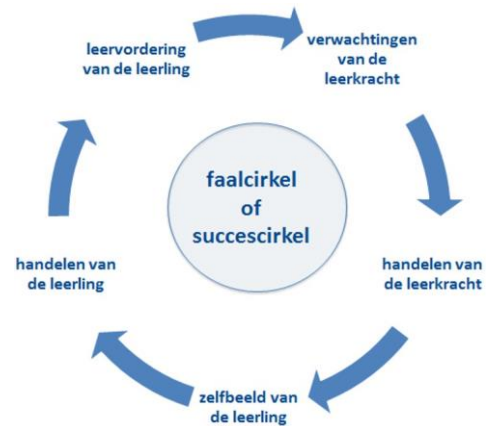 leervordering
van de leerling
verwachtingen
van de
leerkracht
faalcirkel
of
succescirkel
handelen van
de leerling
handelen van
de leerkracht
zelfbeeld van
de leerling